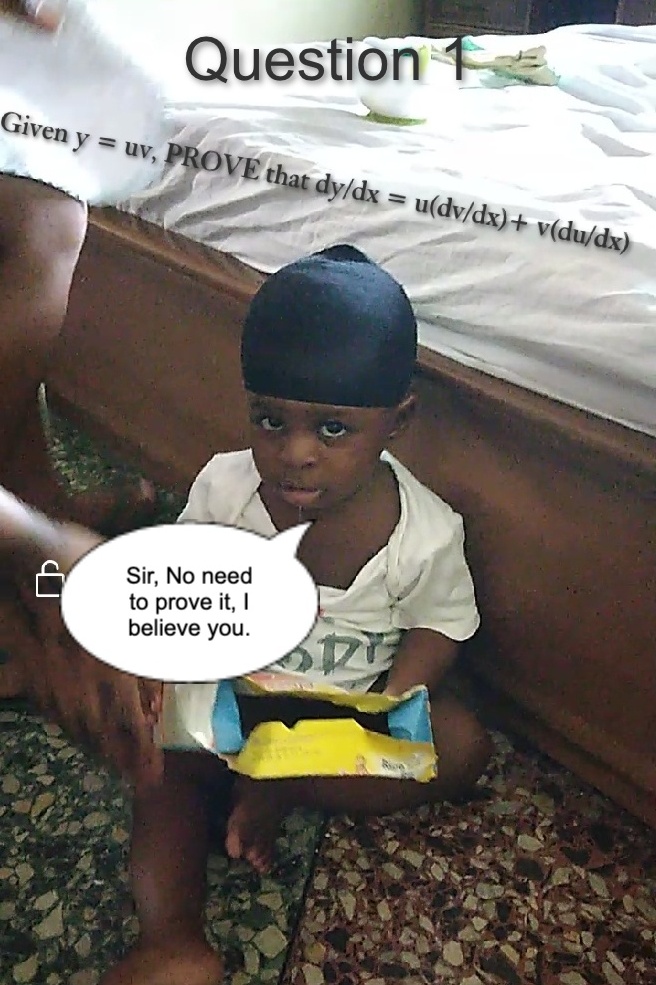 Question 1
Given y = uv, PROVE that dy/dx = u(dv/dx)+ v(du/dx)
Sir, No need
to prove it, I
believe you.